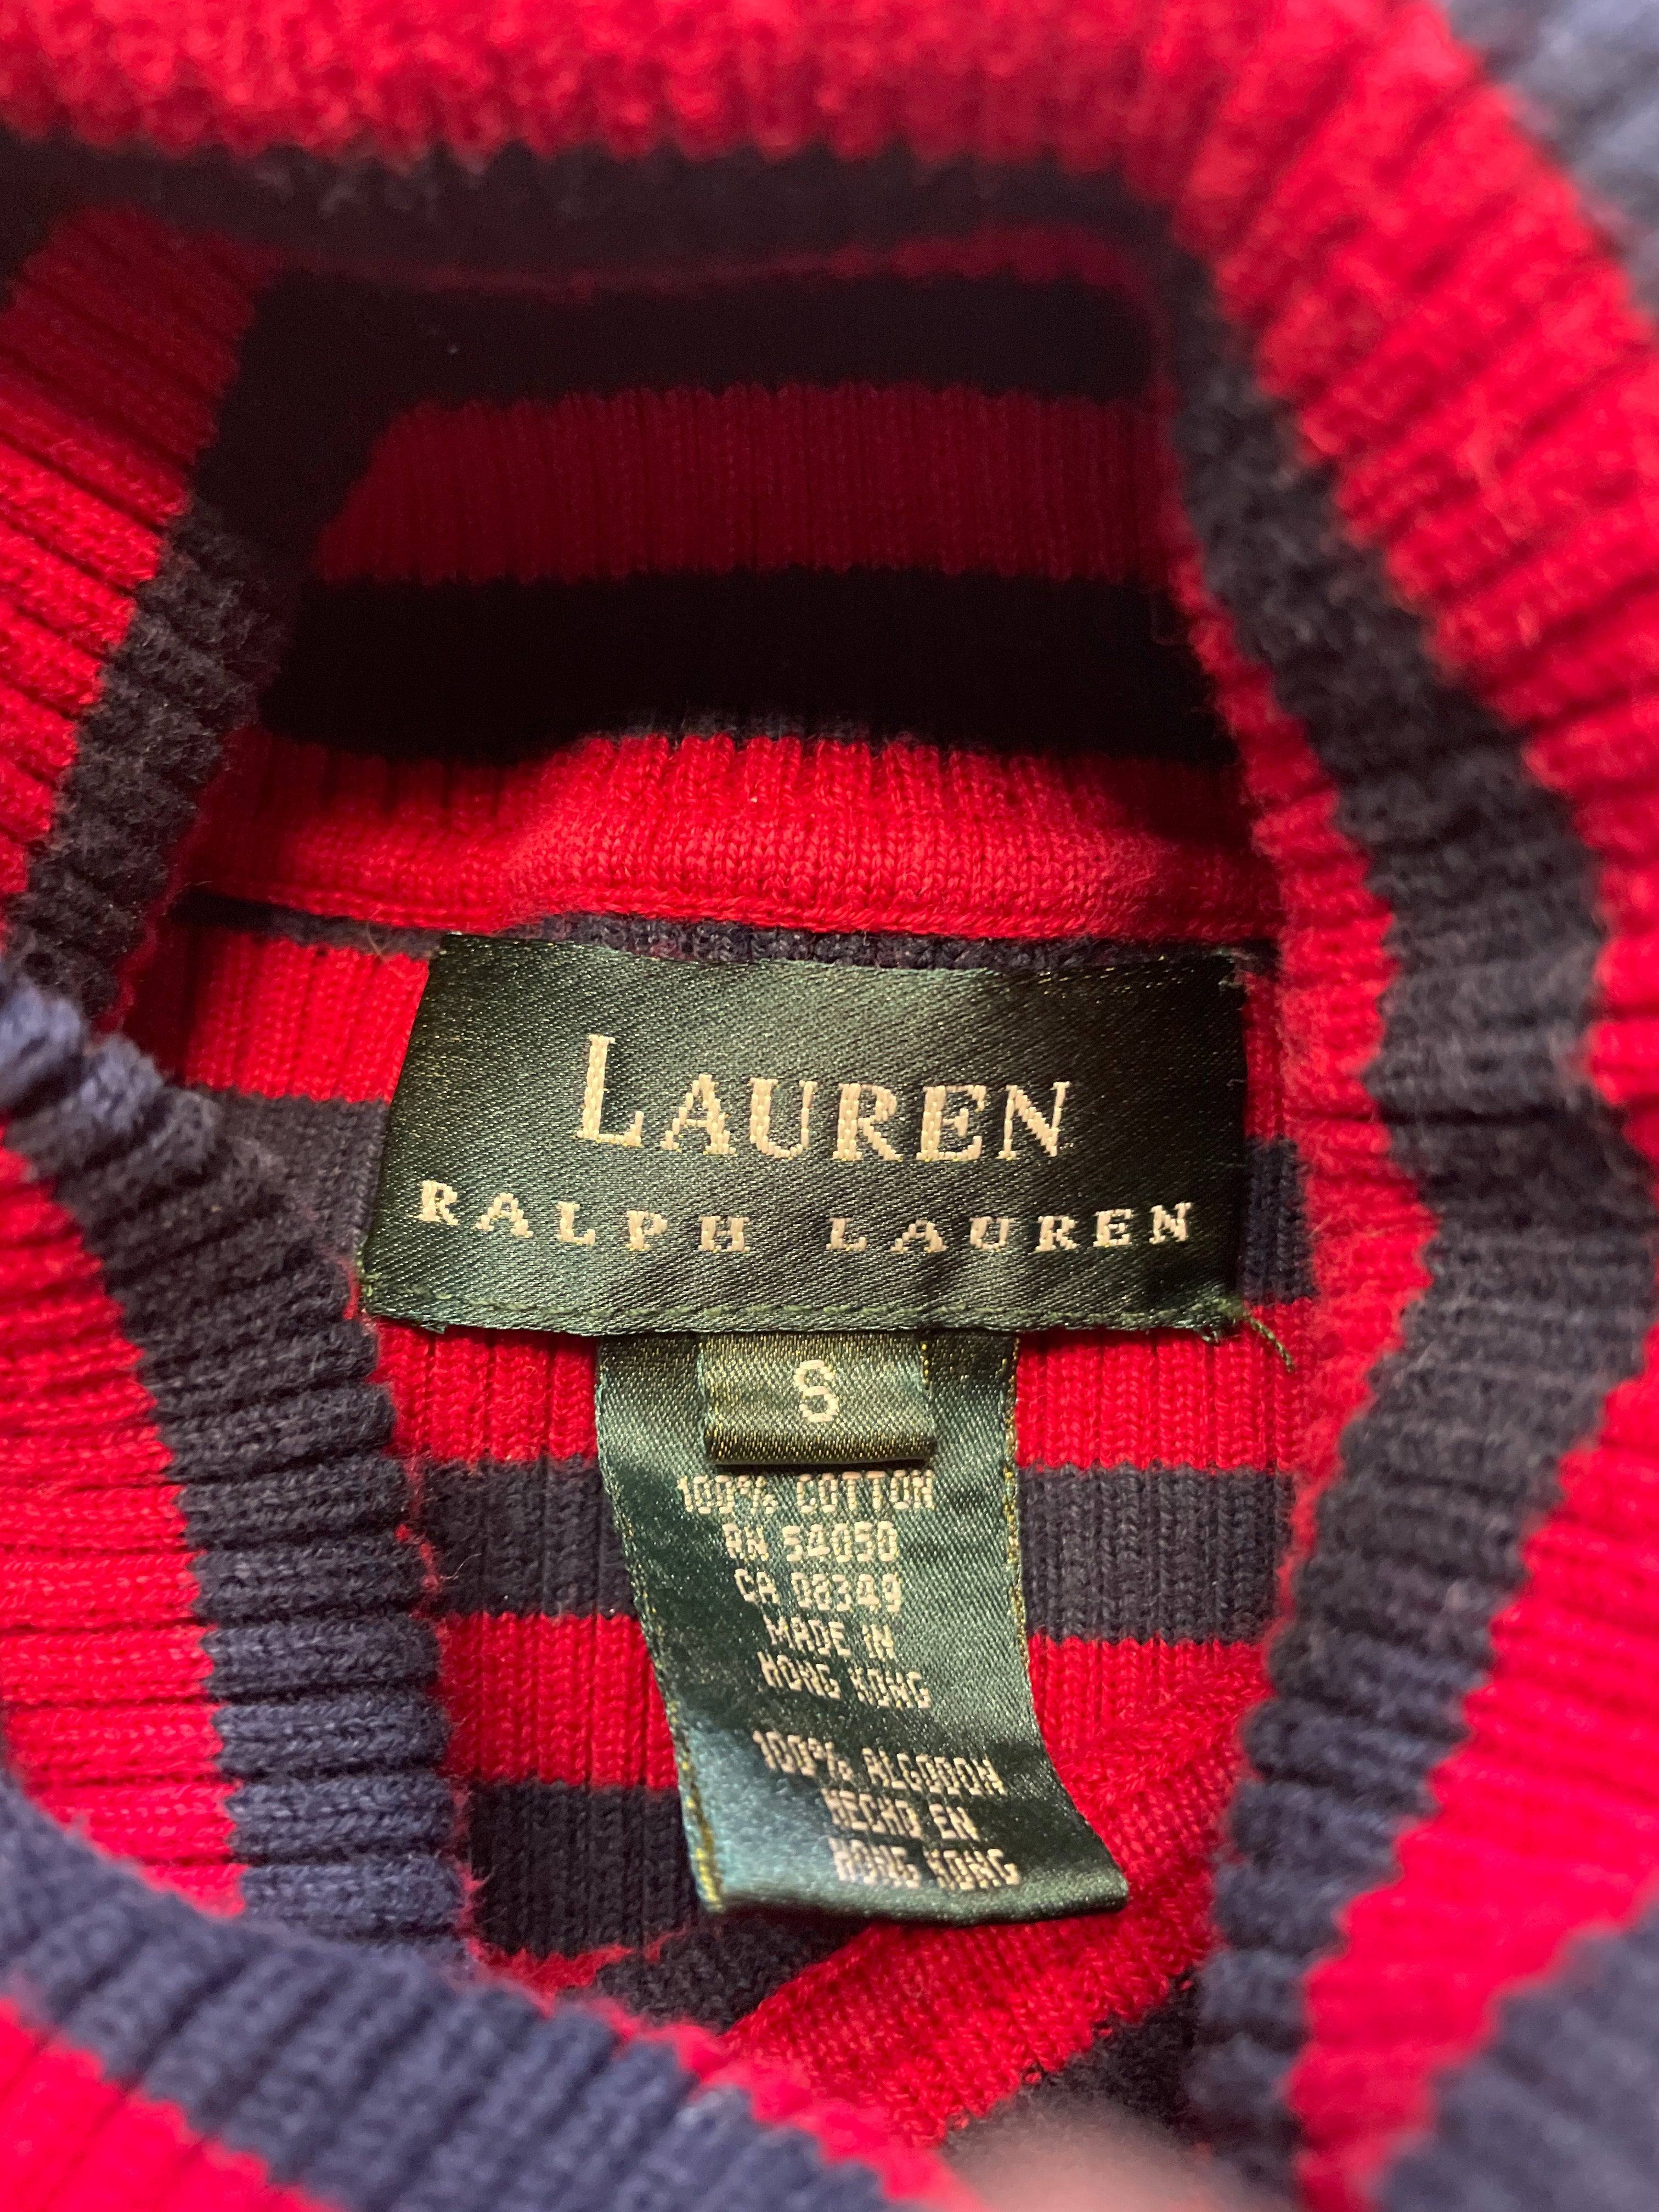 LAUREN
RALPH LAUREN
S
100% COTTON
RN 54050
CA 08349
MADE IN
HONG KONG
100% ALGODON
HECHO EN
HONG KONG